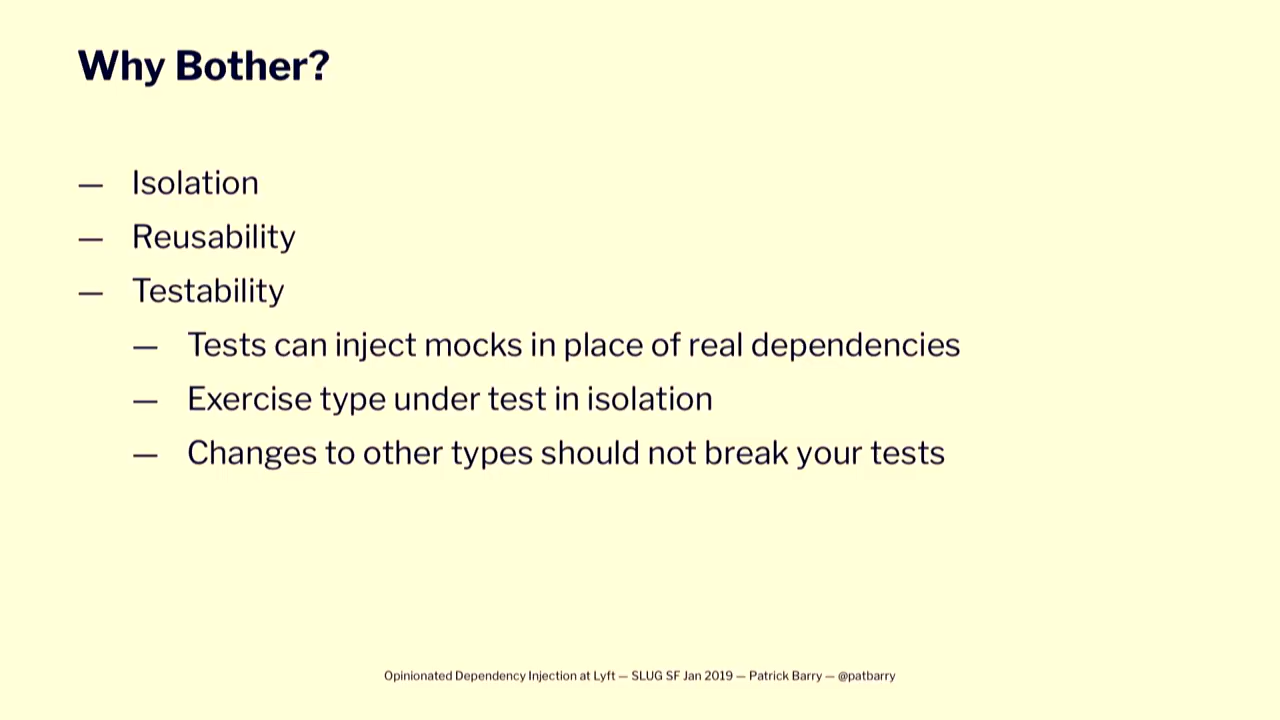 Why Bother?
— Isolation
— Reusability
— Testability
— Tests can inject mocks in place of real dependencies
— Exercise type under test in isolation
— Changes to other types should not break your tests
Opinionated Dependency Injection at Lyft — SLUG SF Jan 2019 — Patrick Barry — @patbarry